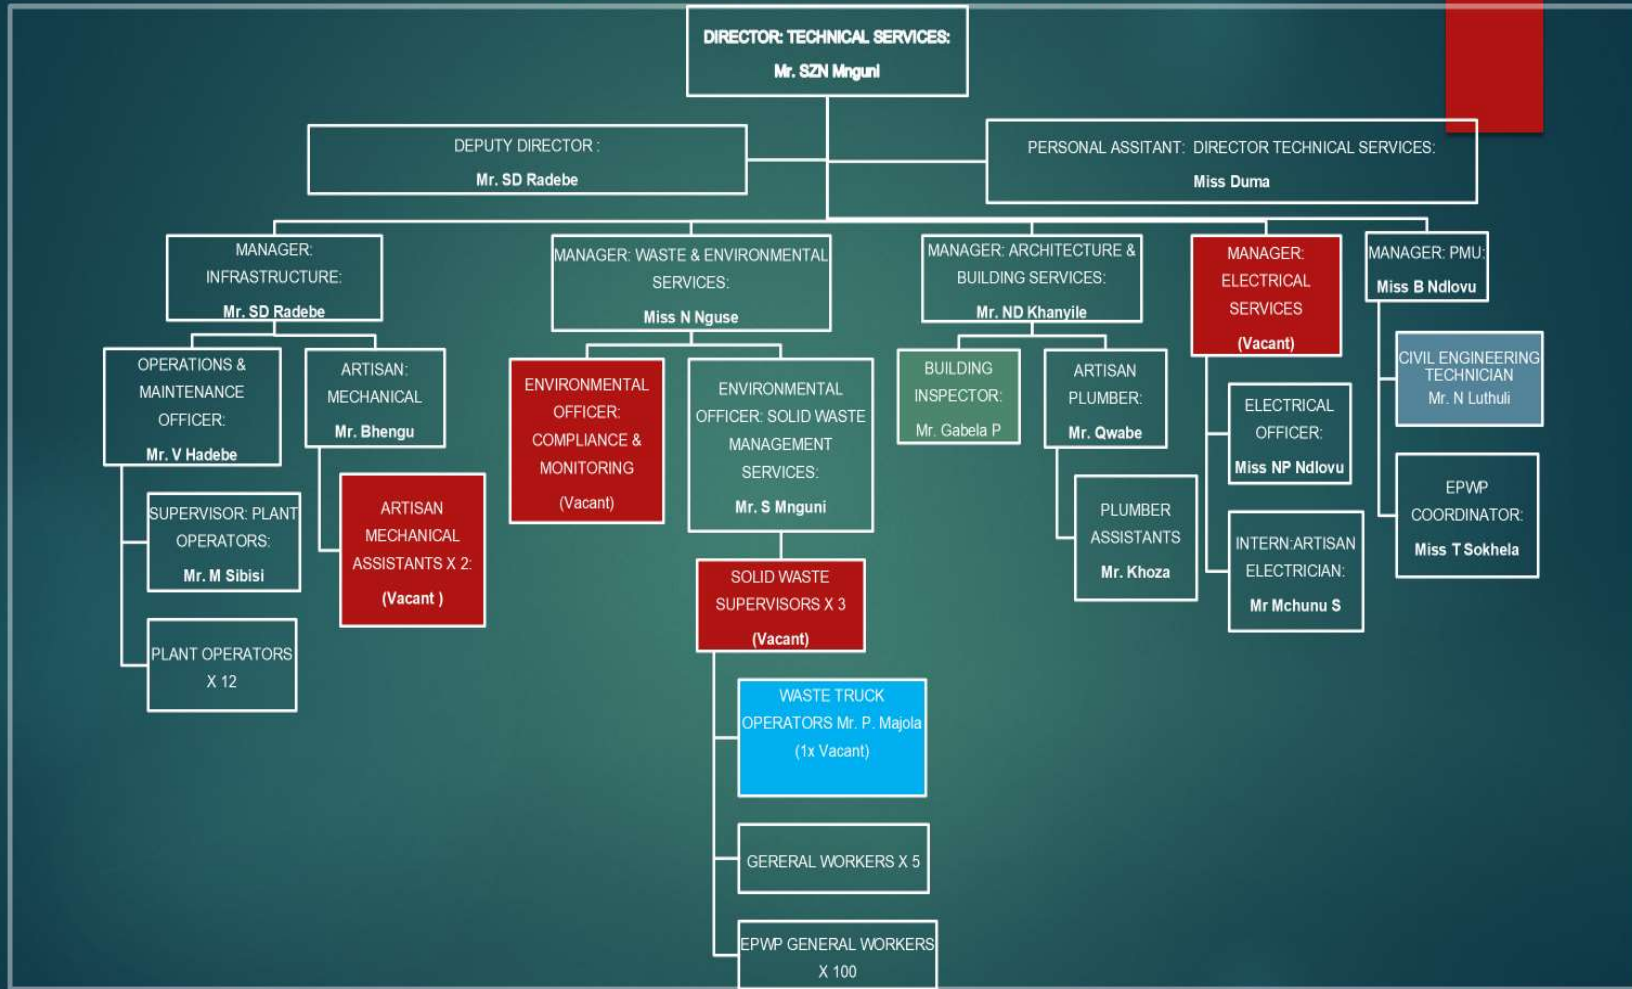 DIRECTOR: TECHNICAL SERVICES:
Mr. SZN Mnguni
DEPUTY DIRECTOR :
Mr. SD Radebe
PERSONAL ASSITANT: DIRECTOR TECHNICAL SERVICES:
Miss Duma
MANAGER:
INFRASTRUCTURE:
Mr. SD Radebe
MANAGER: WASTE & ENVIRONMENTAL
SERVICES:
Miss N Nguse
MANAGER: ARCHITECTURE &
BUILDING SERVICES:
Mr. ND Khanyile
MANAGER:
ELECTRICAL
SERVICES
(Vacant)
MANAGER: PMU:
Miss B Ndlovu
OPERATIONS &
MAINTENANCE
OFFICER:
Mr. V Hadebe
ARTISAN:
MECHANICAL
Mr. Bhengu
ENVIRONMENTAL
OFFICER:
COMPLIANCE &
MONITORING
(Vacant)
ENVIRONMENTAL
OFFICER: SOLID WASTE
MANAGEMENT
SERVICES:
Mr. S Mnguni
BUILDING
INSPECTOR:
Mr. Gabela P
ARTISAN
PLUMBER:
Mr. Qwabe
ELECTRICAL
OFFICER:
Miss NP Ndlovu
CIVIL ENGINEERING
TECHNICIAN
Mr. N Luthuli
SUPERVISOR: PLANT
OPERATORS:
Mr. M Sibisi
ARTISAN
MECHANICAL
ASSISTANTS X 2:
(Vacant )
PLUMBER
ASSISTANTS
Mr. Khoza
INTERN:ARTISAN
ELECTRICIAN:
Mr Mchunu S
EPWP
COORDINATOR:
Miss T Sokhela
PLANT OPERATORS
X 12
SOLID WASTE
SUPERVISORS X 3
(Vacant)
WASTE TRUCK
OPERATORS Mr. P. Majola
(1x Vacant)
GERERAL WORKERS X 5
EPWP GENERAL WORKERS
X 100